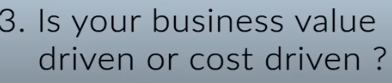 3. Is your business value
driven or cost driven ?